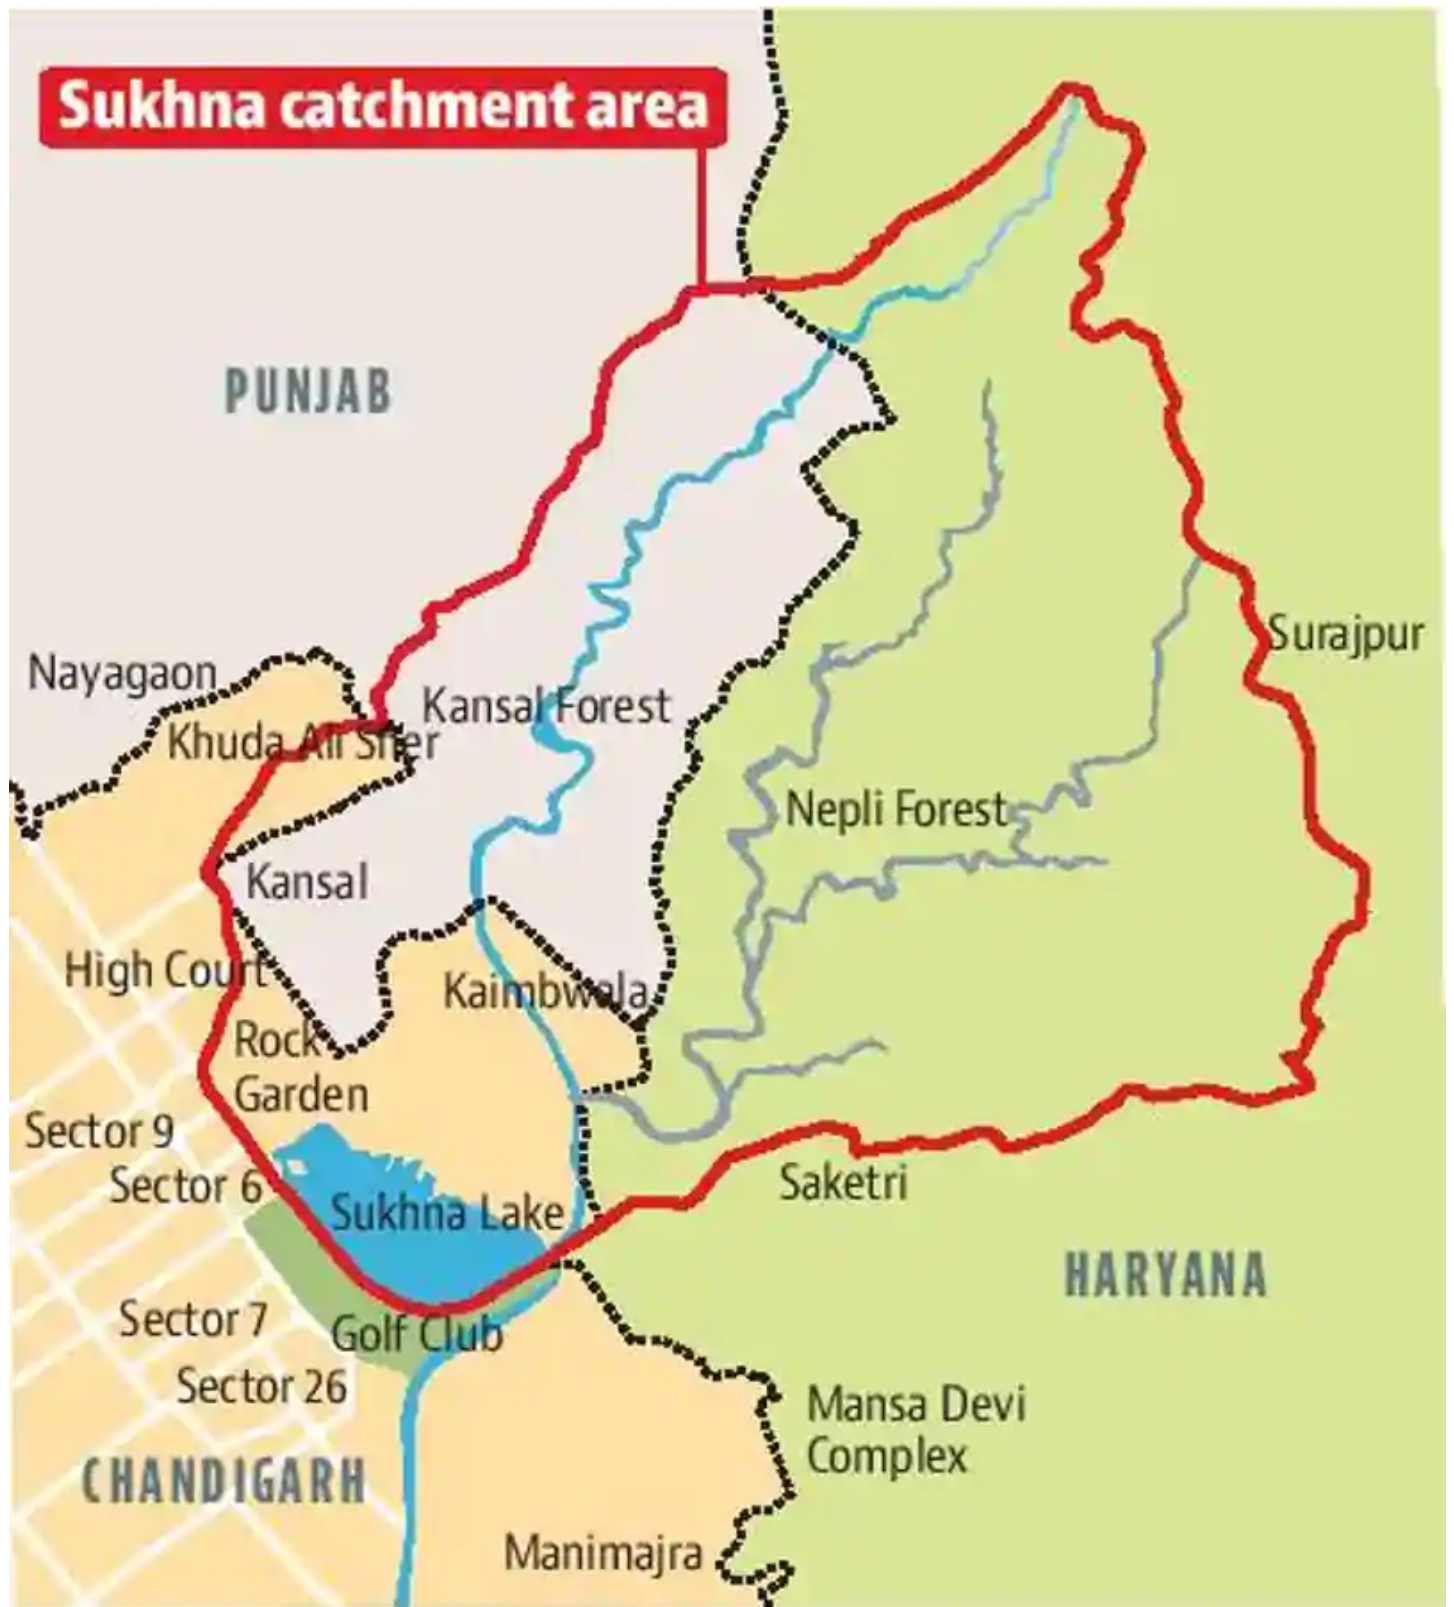 Sukhna catchment area
PUNJAB
Surajpur
Nayagaon
Kansal Forest
Khuda Ali Sher
Nepli Forest
Kansal
High Court
Kaimbwala
Rock
Garden
Sector 9
Sector 6
Saketri
Sukhna Lake
HARYANA
Sector 7
Golf Club
Sector 26
Mansa Devi
Complex
CHANDIGARH
Manimajra